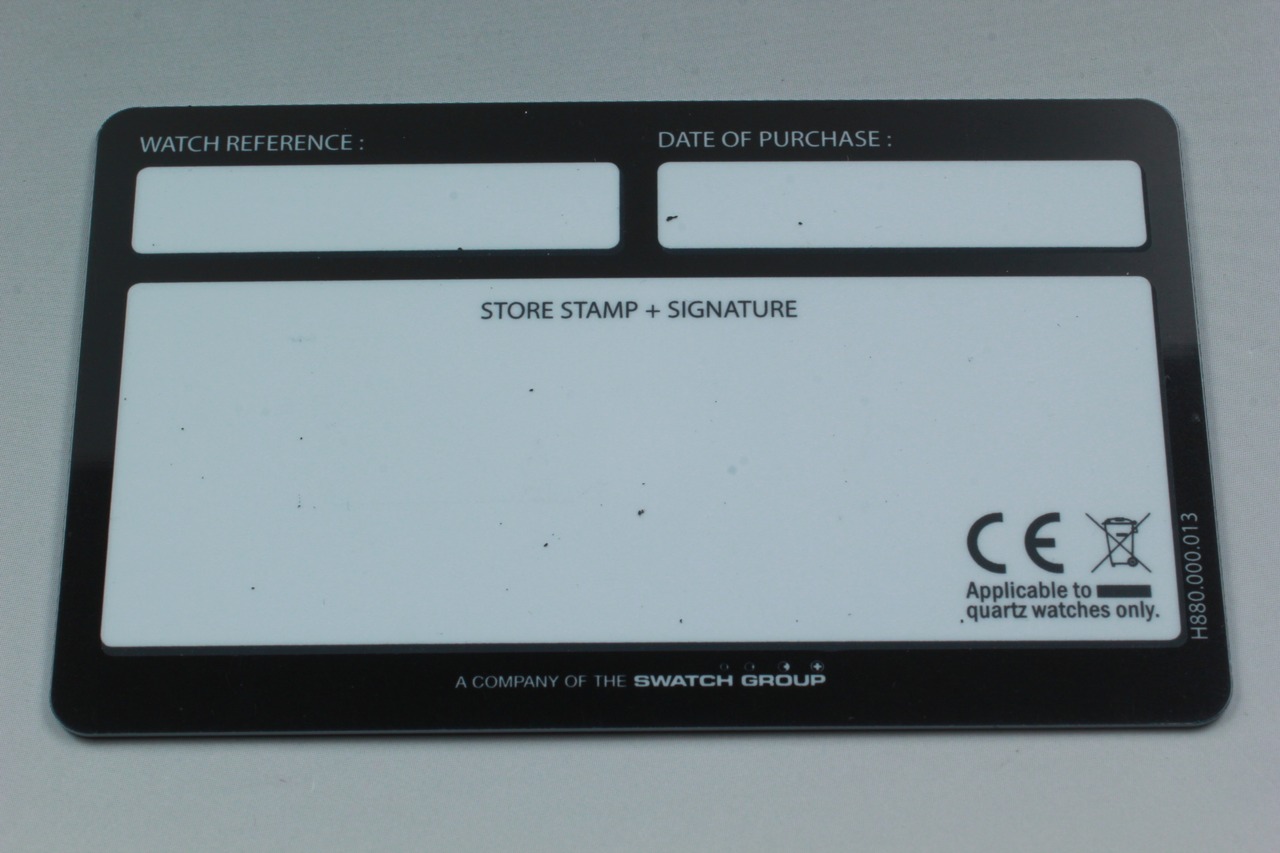 WATCH REFERENCE :
DATE OF PURCHASE :
STORE STAMP + SIGNATURE
CE
Applicable to
quartz watches only.
H880.000.013
A COMPANY OF THE SWATCH GROUP